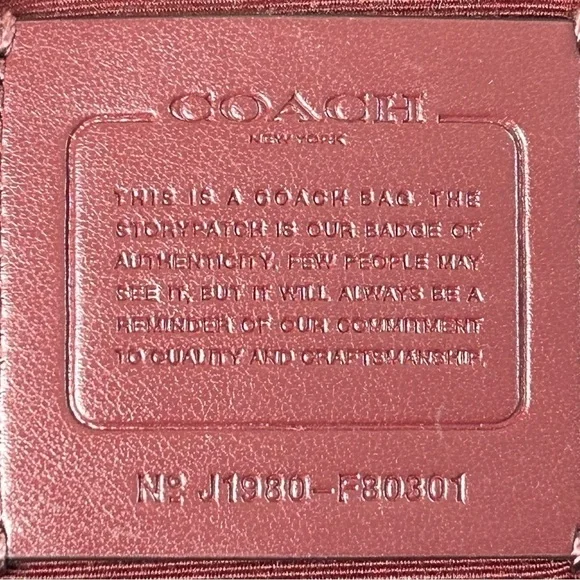 COACH
NEW YORK
THIS IS A COACH BAG. THE
STORYPATCH IS OUR BADGE OF
AUTHENTICITY. FEW PEOPLE MAY
SEE IT, BUT IT WILL ALWAYS BE A
REMINDER OF OUR COMMITMENT
TO QUALITY AND CRAFTSMANSHIP.
Nº J1980-F80301